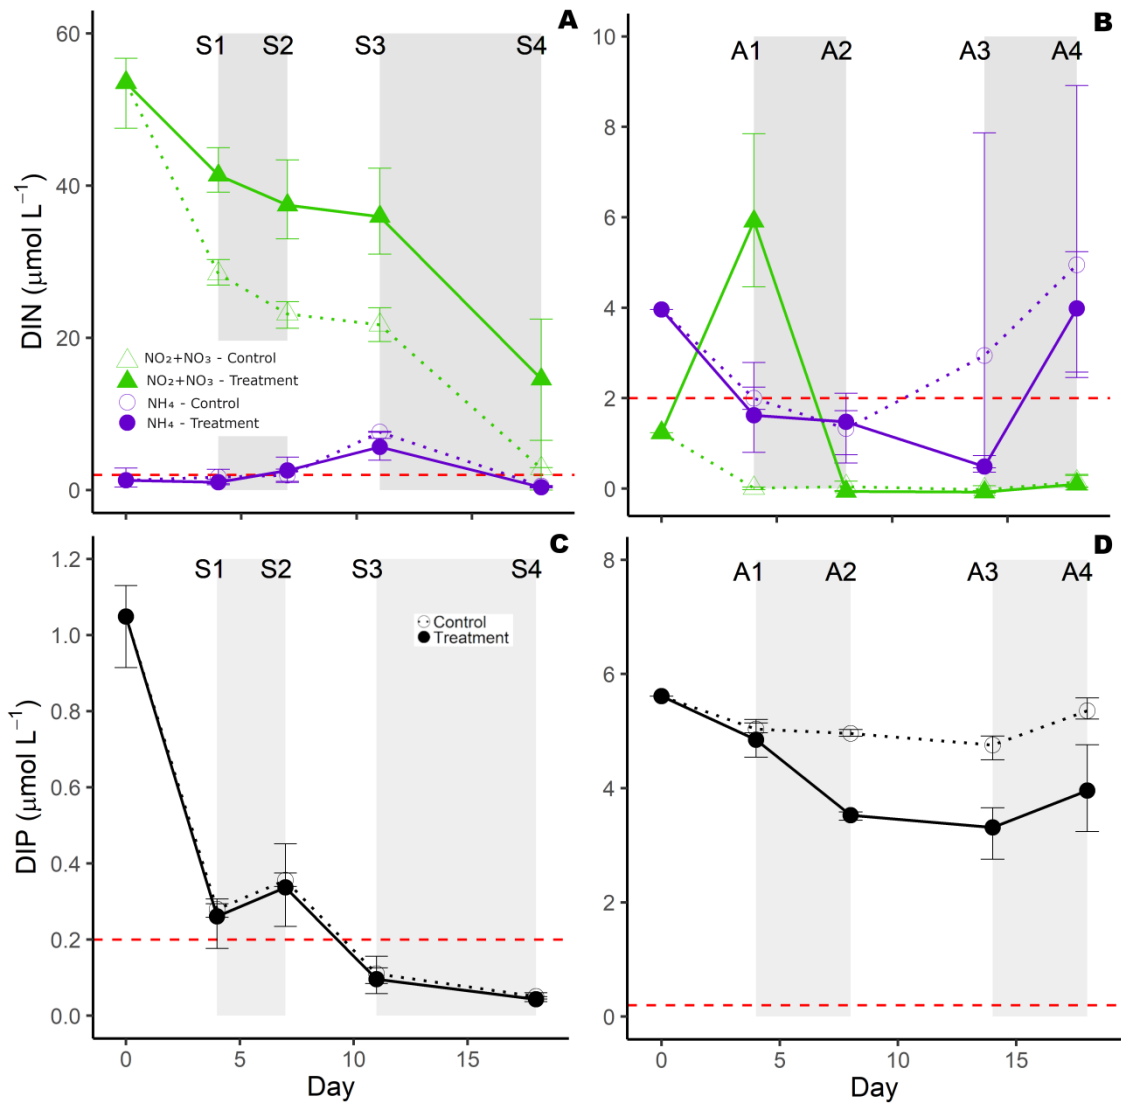 A
S1 S2 S3 S4
60
40
20
0
DIN (μmol L⁻¹)
NO₂+NO₃ - Control
NO₂+NO₃ - Treatment
NH₄ - Control
NH₄ - Treatment
B
A1 A2 A3 A4
10
8
6
4
2
0
C
S1 S2 S3 S4
1.2
1.0
0.8
0.6
0.4
0.2
0.0
DIP (μmol L⁻¹)
Control
Treatment
0 5 10 15
Day
D
A1 A2 A3 A4
8
6
4
2
0
0 5 10 15
Day